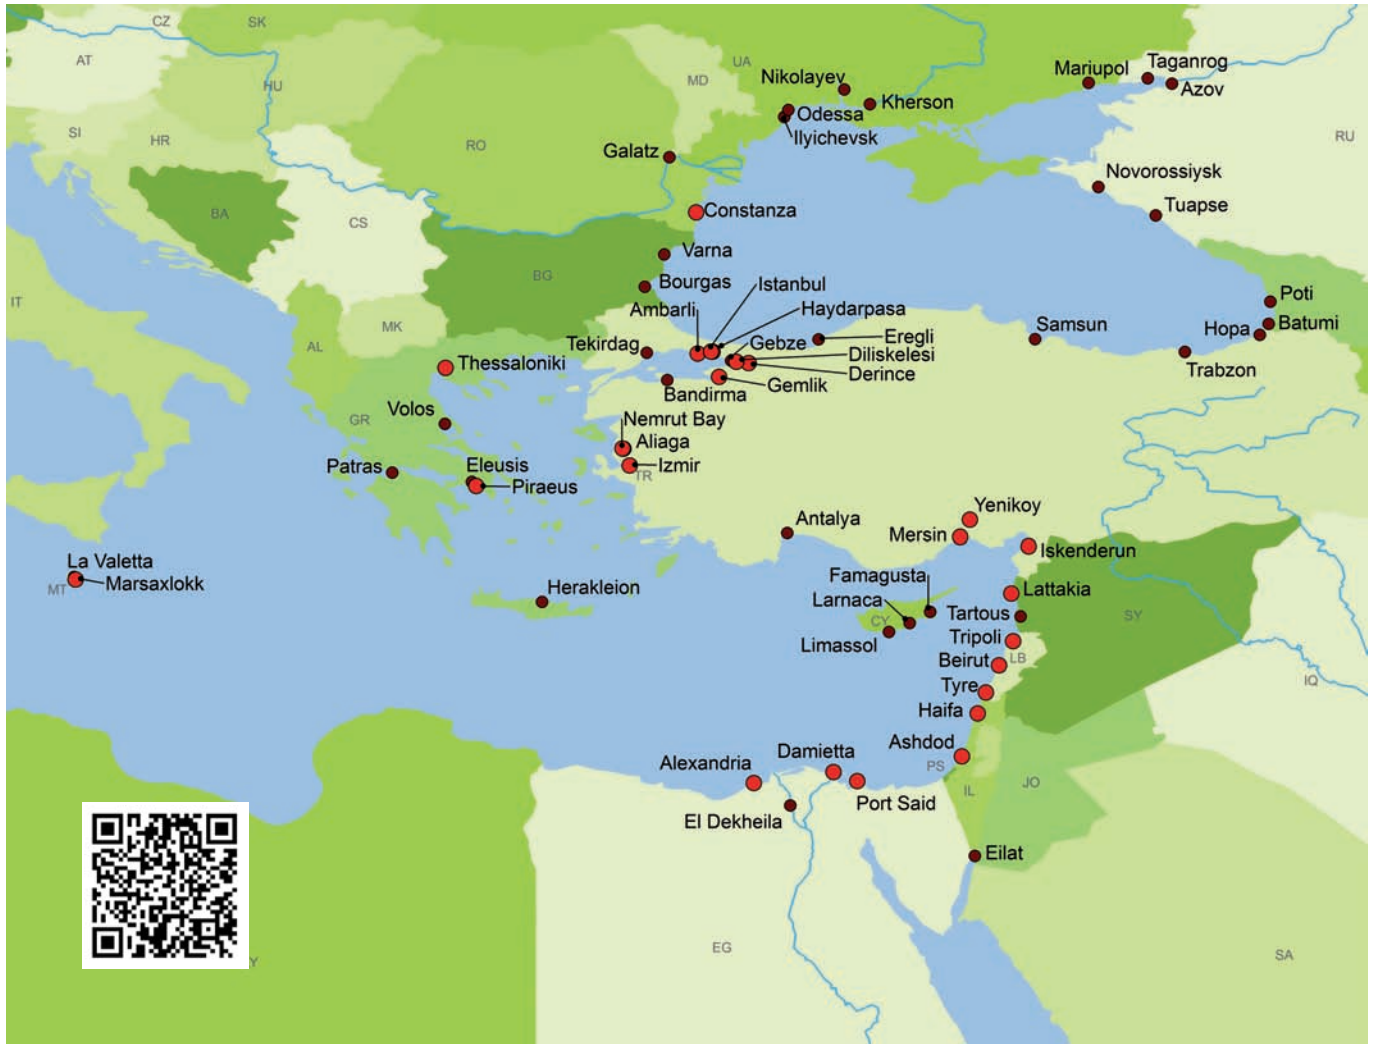 CZ
SK
AT
UA
HU
MD
Nikolayev
Mariupol
Taganrog
Azov
Kherson
Odessa
Ilyichevsk
SI
HR
RO
RU
Galatz
Novorossiysk
Tuapse
BA
CS
Constanza
Varna
BG
Bourgas
Istanbul
IT
Ambarli
Haydarpasa
Poti
Batumi
Hopa
MK
AL
Tekirdag
Gebze
Eregli
Samsun
Diliskelesi
Thessaloniki
Derince
Trabzon
Bandirma
Gemlik
Volos
GR
Nemrut Bay
Aliaga
Patras
Eleusis
Izmir
TR
Piraeus
Yenikoy
Antalya
Mersin
Iskenderun
La Valetta
Marsaxlokk
MT
Famagusta
Herakleion
Larnaca
Lattakia
CY
Tartous
SY
Limassol
Tripoli
LB
Beirut
IQ
Tyre
Haifa
Ashdod
Damietta
Alexandria
PS
JO
IL
Port Said
El Dekheila
Eilat
EG
SA
Y